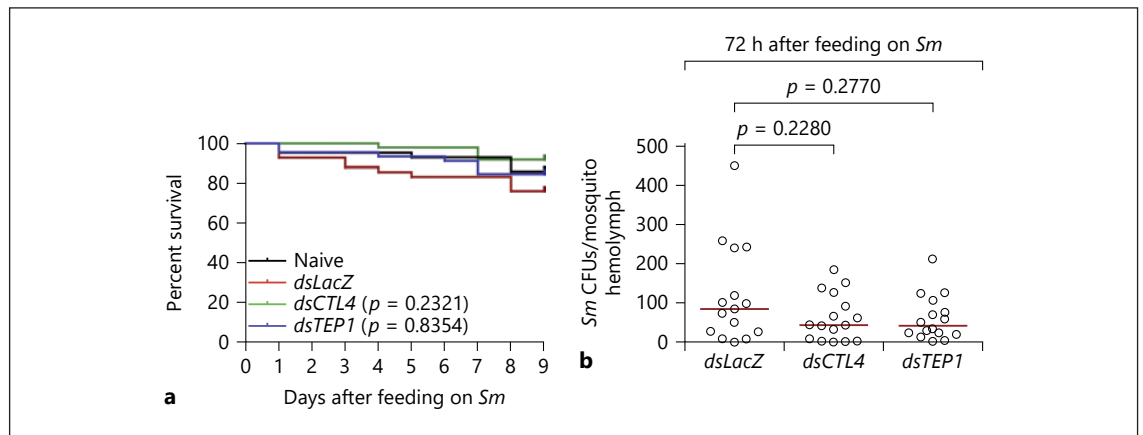 100
80
60
40
20
0
Percent survival
Naive
dsLacZ
dsCTL4 (p = 0.2321)
dsTEP1 (p = 0.8354)
0 1 2 3 4 5 6 7 8 9
a
Days after feeding on Sm
72 h after feeding on Sm
p = 0.2770
p = 0.2280
500
400
300
200
100
0
Sm CFUs/mosquito
hemolymph
b
dsLacZ dsCTL4 dsTEP1